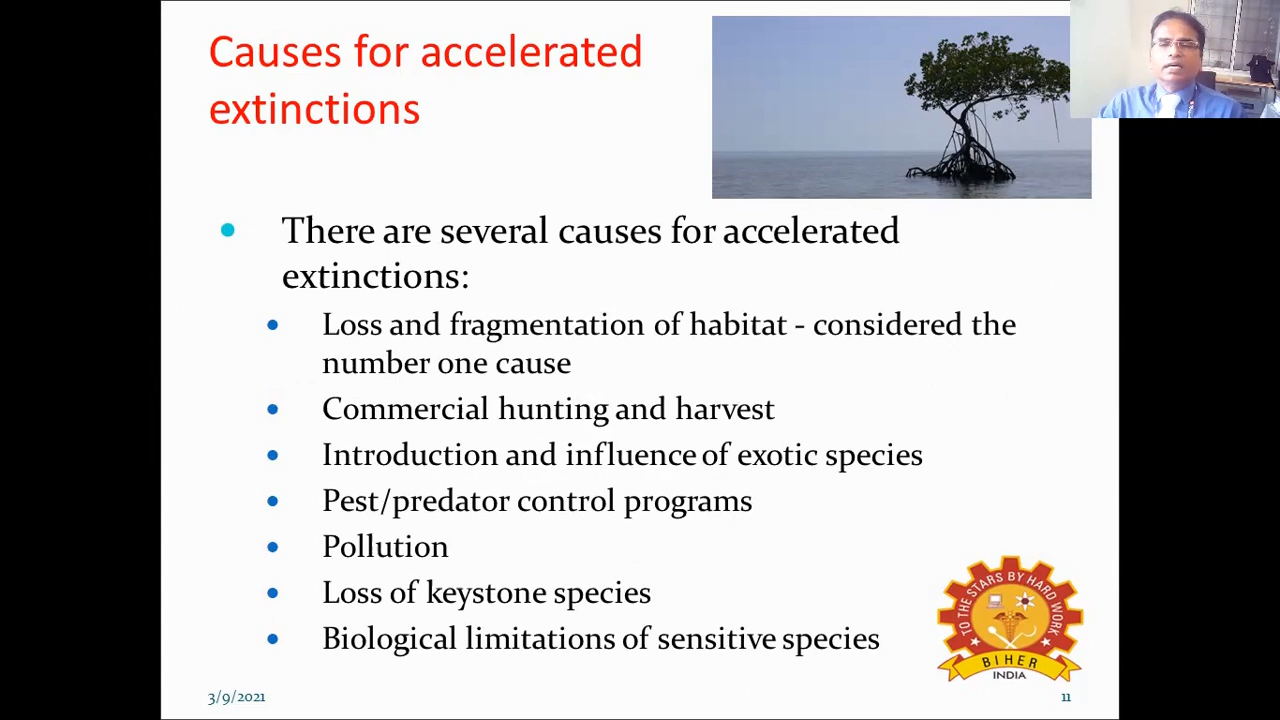 Causes for accelerated
extinctions
• There are several causes for accelerated
extinctions:
• Loss and fragmentation of habitat - considered the
number one cause
• Commercial hunting and harvest
• Introduction and influence of exotic species
• Pest/predator control programs
• Pollution
• Loss of keystone species
• Biological limitations of sensitive species
TO THE STARS BY HARD WORK
BIHER
INDIA
3/9/2021
11